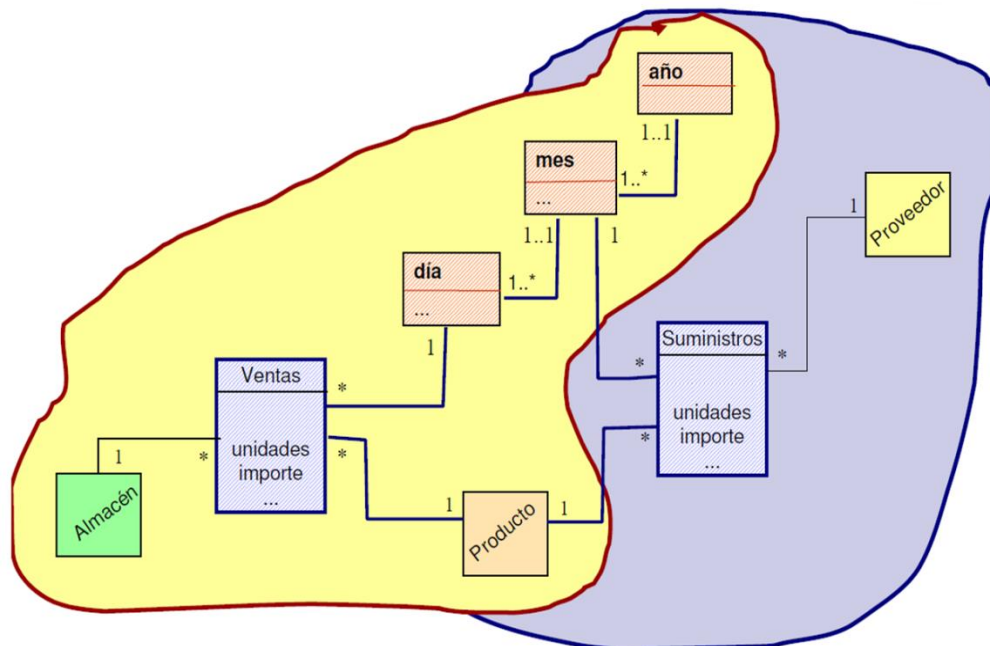 año
1..1
mes
...
1..*
1..1
1
1
Proveedor
día
...
1..*
1
Suministros
*
*
unidades
importe
...
*
Ventas
*
unidades
importe
...
*
*
1
Almacén
1
Producto
1